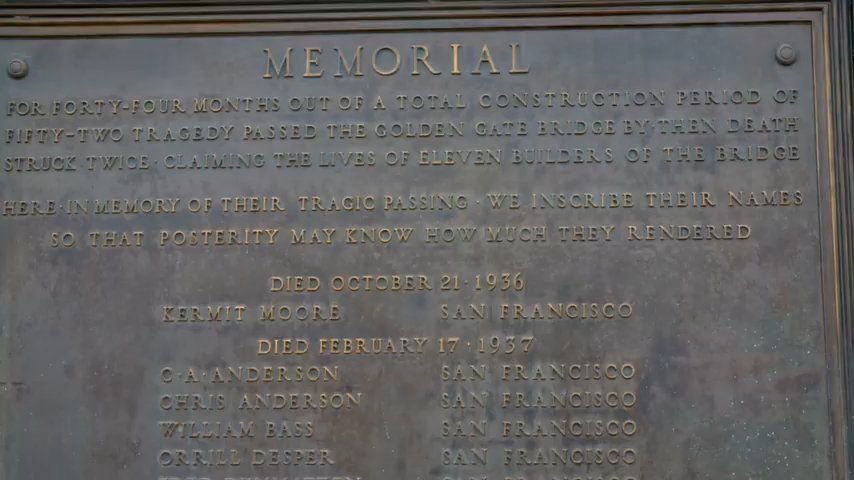 MEMORIAL
FOR FORTY-FOUR MONTHS OUT OF A TOTAL CONSTRUCTION PERIOD OF
FIFTY-TWO TRAGEDY PASSED THE GOLDEN GATE BRIDGE BY·THEN DEATH
STRUCK TWICE·CLAIMING THE LIVES OF ELEVEN BUILDERS OF THE BRIDGE
HERE·IN MEMORY OF THEIR TRAGIC PASSING·WE INSCRIBE THEIR NAMES
SO THAT POSTERITY MAY KNOW HOW MUCH THEY RENDERED
DIED OCTOBER 21·1936
KERMIT MOORE SAN FRANCISCO
DIED FEBRUARY 17·1937
C·A·ANDERSON SAN FRANCISCO
CHRIS ANDERSON SAN FRANCISCO
WILLIAM BASS SAN FRANCISCO
ORRILL DESPER SAN FRANCISCO